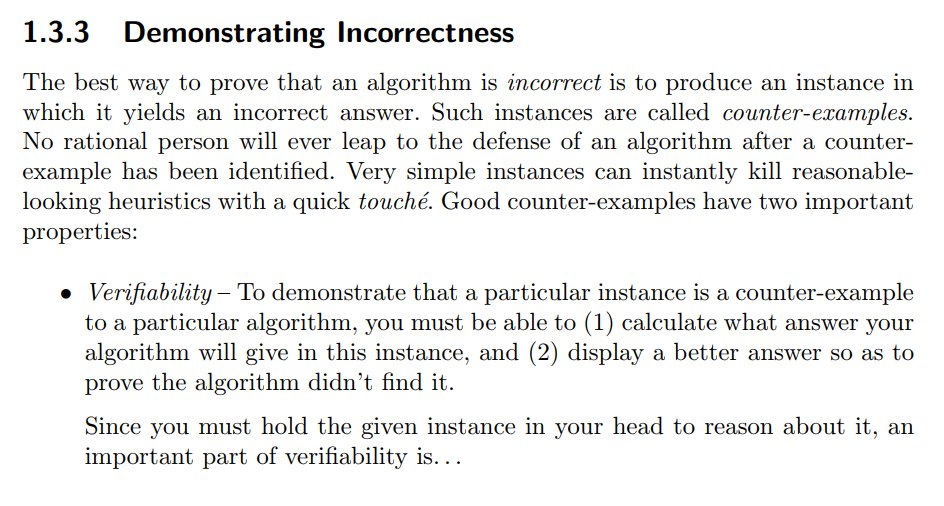 1.3.3 Demonstrating Incorrectness
The best way to prove that an algorithm is incorrect is to produce an instance in
which it yields an incorrect answer. Such instances are called counter-examples.
No rational person will ever leap to the defense of an algorithm after a counter-
example has been identified. Very simple instances can instantly kill reasonable-
looking heuristics with a quick touché. Good counter-examples have two important
properties:
• Verifiability – To demonstrate that a particular instance is a counter-example
to a particular algorithm, you must be able to (1) calculate what answer your
algorithm will give in this instance, and (2) display a better answer so as to
prove the algorithm didn't find it.
Since you must hold the given instance in your head to reason about it, an
important part of verifiability is...